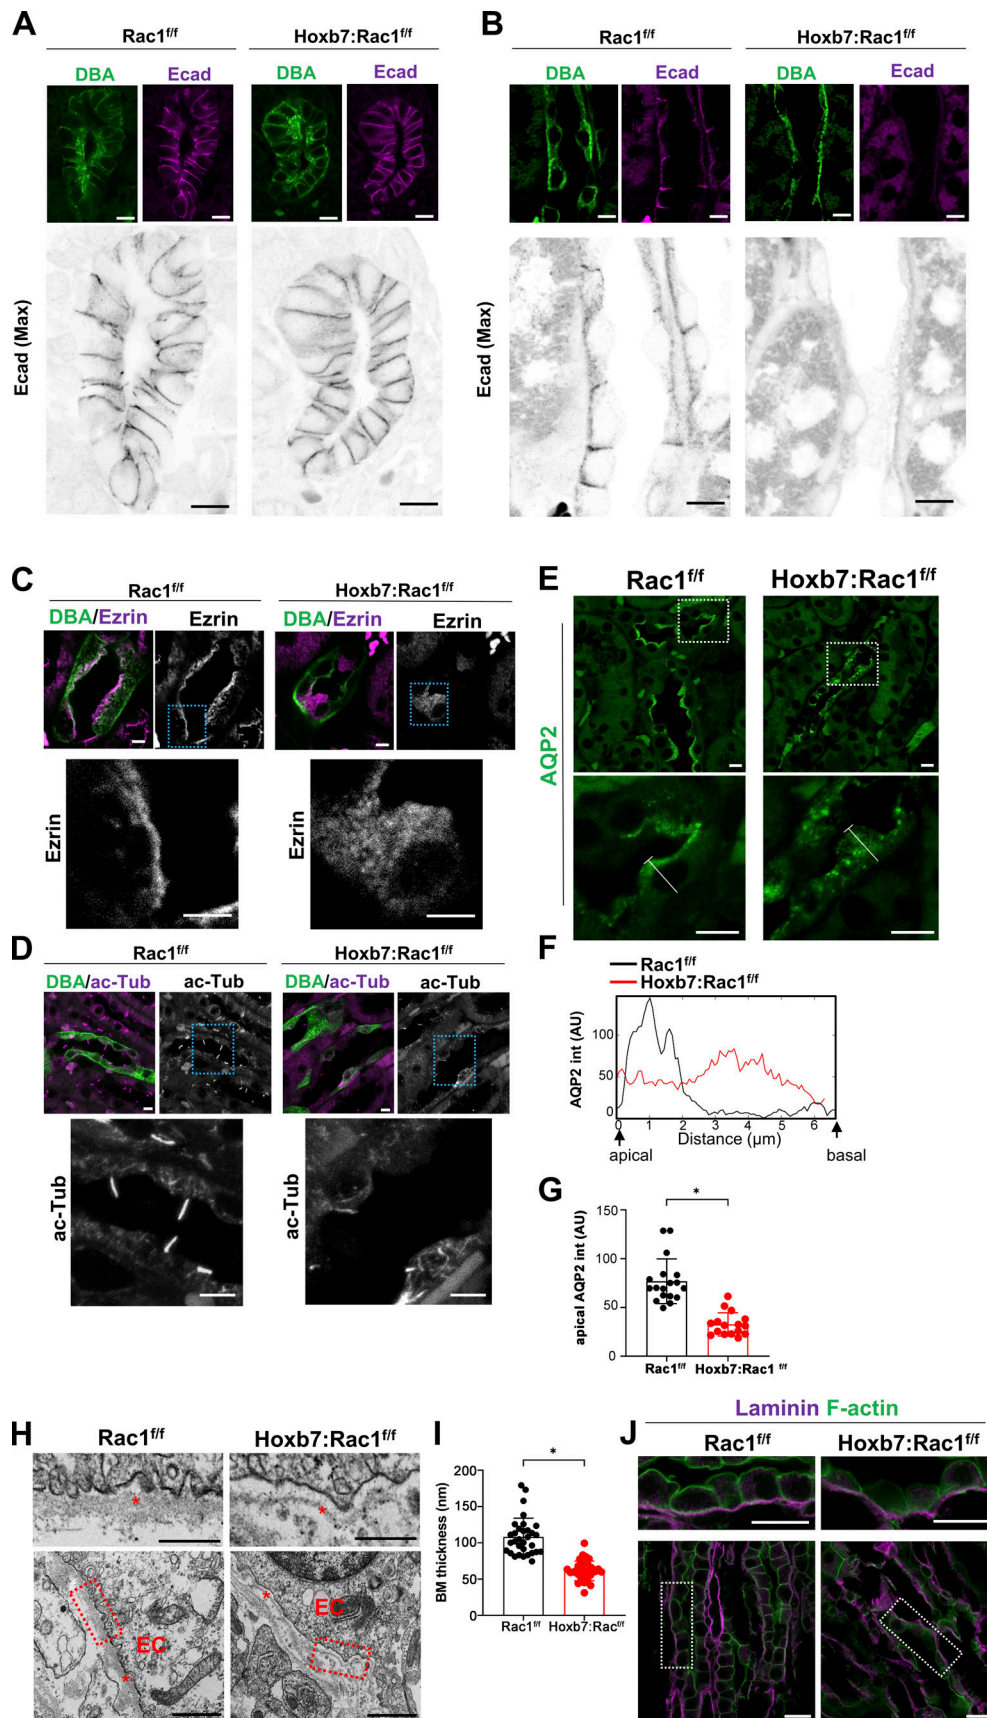 A
Rac1f/f
Hoxb7:Rac1f/f
DBA
Ecad
DBA
Ecad
Ecad (Max)
B
Rac1f/f
Hoxb7:Rac1f/f
DBA
Ecad
DBA
Ecad
Ecad (Max)
C
Rac1f/f
Hoxb7:Rac1f/f
DBA/Ezrin
Ezrin
DBA/Ezrin
Ezrin
Ezrin
Ezrin
D
Rac1f/f
Hoxb7:Rac1f/f
DBA/ac-Tub
ac-Tub
DBA/ac-Tub
ac-Tub
ac-Tub
ac-Tub
E
Rac1f/f
Hoxb7:Rac1f/f
AQP2
F
Rac1f/f
Hoxb7:Rac1f/f
AQP2 int (AU)
100
50
0
0 1 2 3 4 5 6
Distance (µm)
apical
basal
G
*
apical AQP2 int (AU)
150
100
50
0
Rac1f/f
Hoxb7:Rac1 f/f
H
Rac1f/f
Hoxb7:Rac1f/f
*
*
*
EC
*
*
EC
I
*
BM thickness (nm)
200
150
100
50
0
Rac1f/f
Hoxb7:Racf/f
J
Laminin F-actin
Rac1f/f
Hoxb7:Rac1f/f